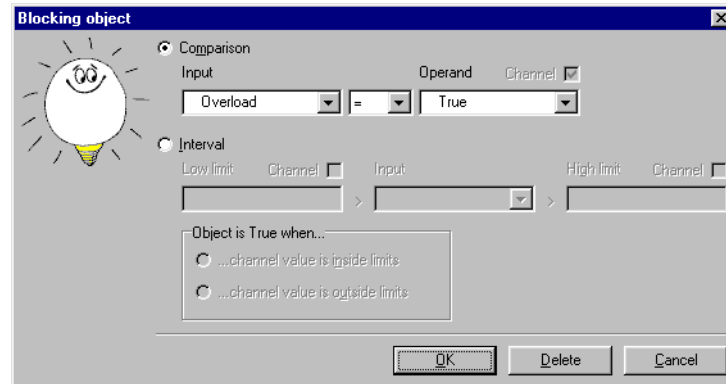 Blocking object
Comparison
Input Operand Channel
Overload = True
Interval
Low limit Channel Input High limit Channel
> >
Object is True when...
...channel value is inside limits
...channel value is outside limits
OK Delete Cancel